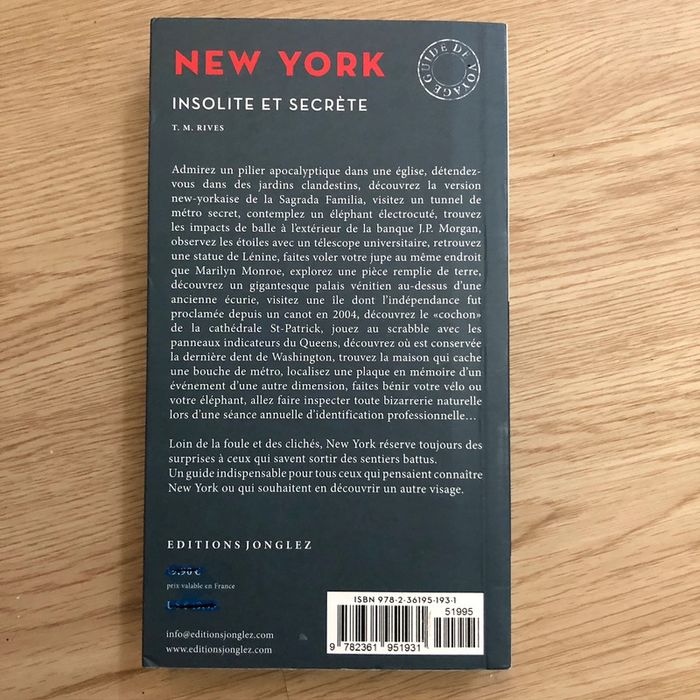 NEW YORK
GUIDE DE VOYAGE
INSOLITE ET SECRÈTE
T. M. RIVES
Admirez un pilier apocalyptique dans une église, détendez-
vous dans des jardins clandestins, découvrez la version
new-yorkaise de la Sagrada Familia, visitez un tunnel de
métro secret, contemplez un éléphant électrocuté, trouvez
les impacts de balle à l'extérieur de la banque J.P. Morgan,
observez les étoiles avec un télescope universitaire, retrouvez
une statue de Lénine, faites voler votre jupe au même endroit
que Marilyn Monroe, explorez une pièce remplie de terre,
découvrez un gigantesque palais vénitien au-dessus d'une
ancienne écurie, visitez une île dont l'indépendance fut
proclamée depuis un canot en 2004, découvrez le «cochon»
de la cathédrale St-Patrick, jouez au scrabble avec les
panneaux indicateurs du Queens, découvrez où est conservée
la dernière dent de Washington, trouvez la maison qui cache
une bouche de métro, localisez une plaque en mémoire d'un
événement d'une autre dimension, faites bénir votre vélo ou
votre éléphant, allez faire inspecter toute bizarrerie naturelle
lors d'une séance annuelle d'identification professionnelle…
Loin de la foule et des clichés, New York réserve toujours des
surprises à ceux qui savent sortir des sentiers battus.
Un guide indispensable pour tous ceux qui pensaient connaître
New York ou qui souhaitent en découvrir un autre visage.
EDITIONS JONGLEZ
prix valable en France
info@editionsjonglez.com
www.editionsjonglez.com
ISBN 978-2-36195-193-1
51995
9 782361 951931